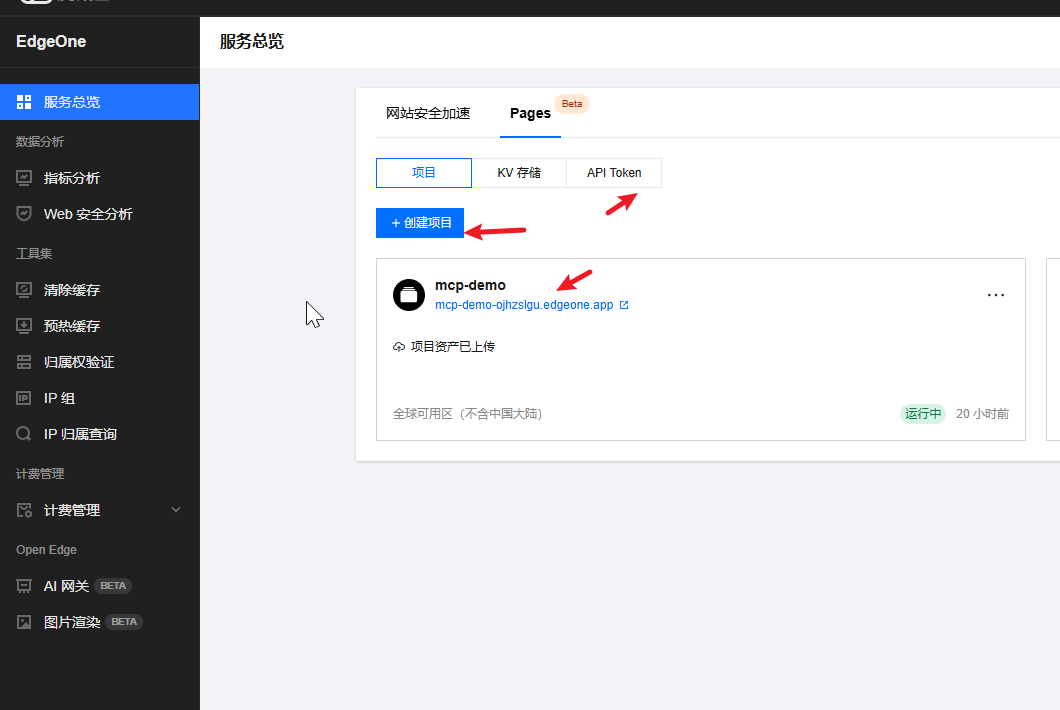 EdgeOne
服务总览
服务总览
数据分析
指标分析
Web 安全分析
工具集
清除缓存
预热缓存
归属权验证
IP 组
IP 归属查询
计费管理
计费管理
Open Edge
AI 网关 BETA
图片渲染 BETA
网站安全加速 Pages Beta
项目 KV 存储 API Token
+ 创建项目
mcp-demo
mcp-demo-ojhzslgu.edgeone.app
项目资产已上传
全球可用区（不含中国大陆） 运行中 20 小时前